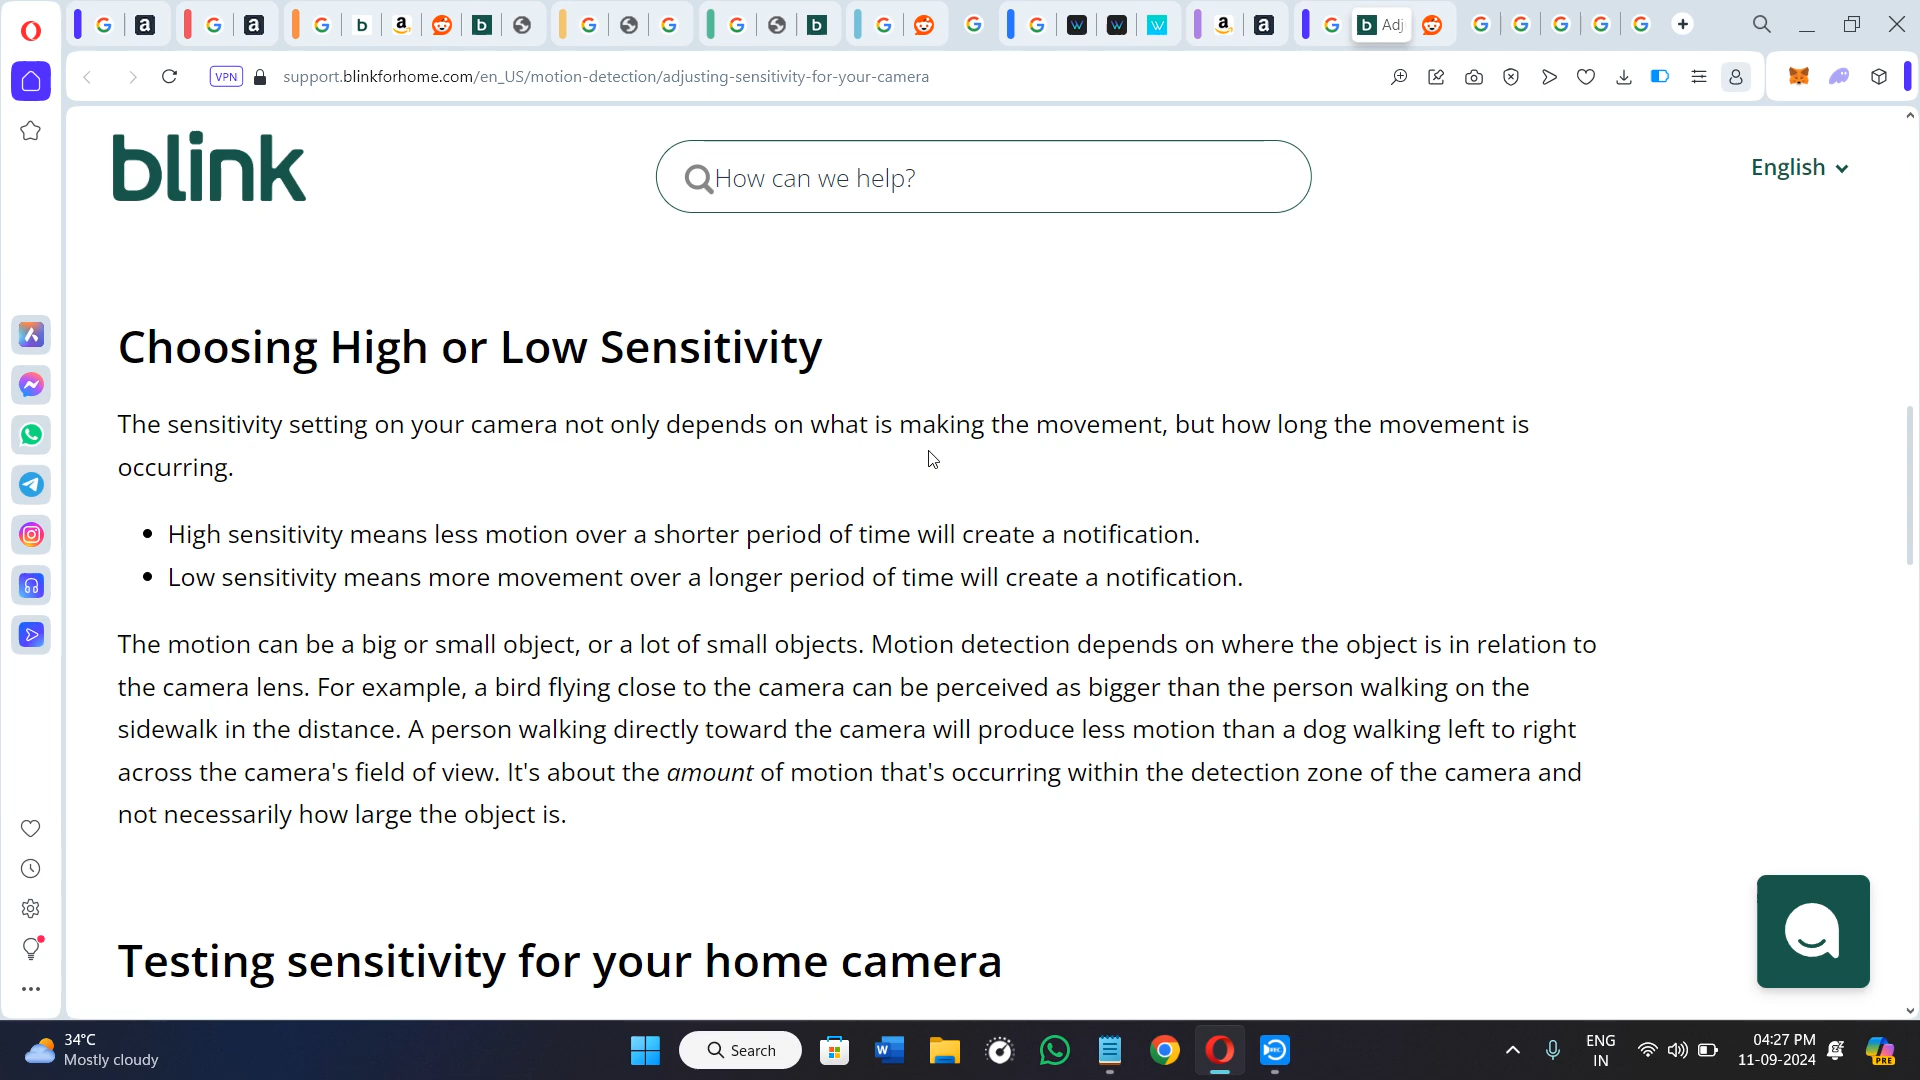 Adj
VPN
support.blinkforhome.com/en_US/motion-detection/adjusting-sensitivity-for-your-camera
blink
How can we help?
English
Choosing High or Low Sensitivity
The sensitivity setting on your camera not only depends on what is making the movement, but how long the movement is
occurring.
• High sensitivity means less motion over a shorter period of time will create a notification.
• Low sensitivity means more movement over a longer period of time will create a notification.
The motion can be a big or small object, or a lot of small objects. Motion detection depends on where the object is in relation to
the camera lens. For example, a bird flying close to the camera can be perceived as bigger than the person walking on the
sidewalk in the distance. A person walking directly toward the camera will produce less motion than a dog walking left to right
across the camera's field of view. It's about the amount of motion that's occurring within the detection zone of the camera and
not necessarily how large the object is.
Testing sensitivity for your home camera
34°C
Mostly cloudy
Search
ENG
IN
04:27 PM
11-09-2024
PRE